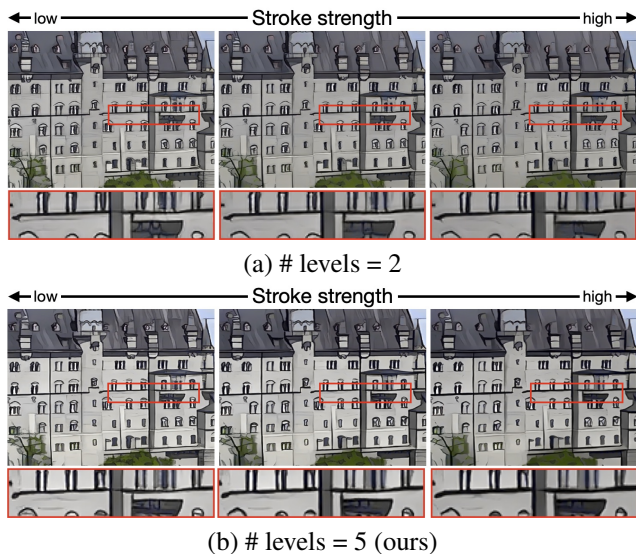 low Stroke strength high
(a) # levels = 2
low Stroke strength high
(b) # levels = 5 (ours)